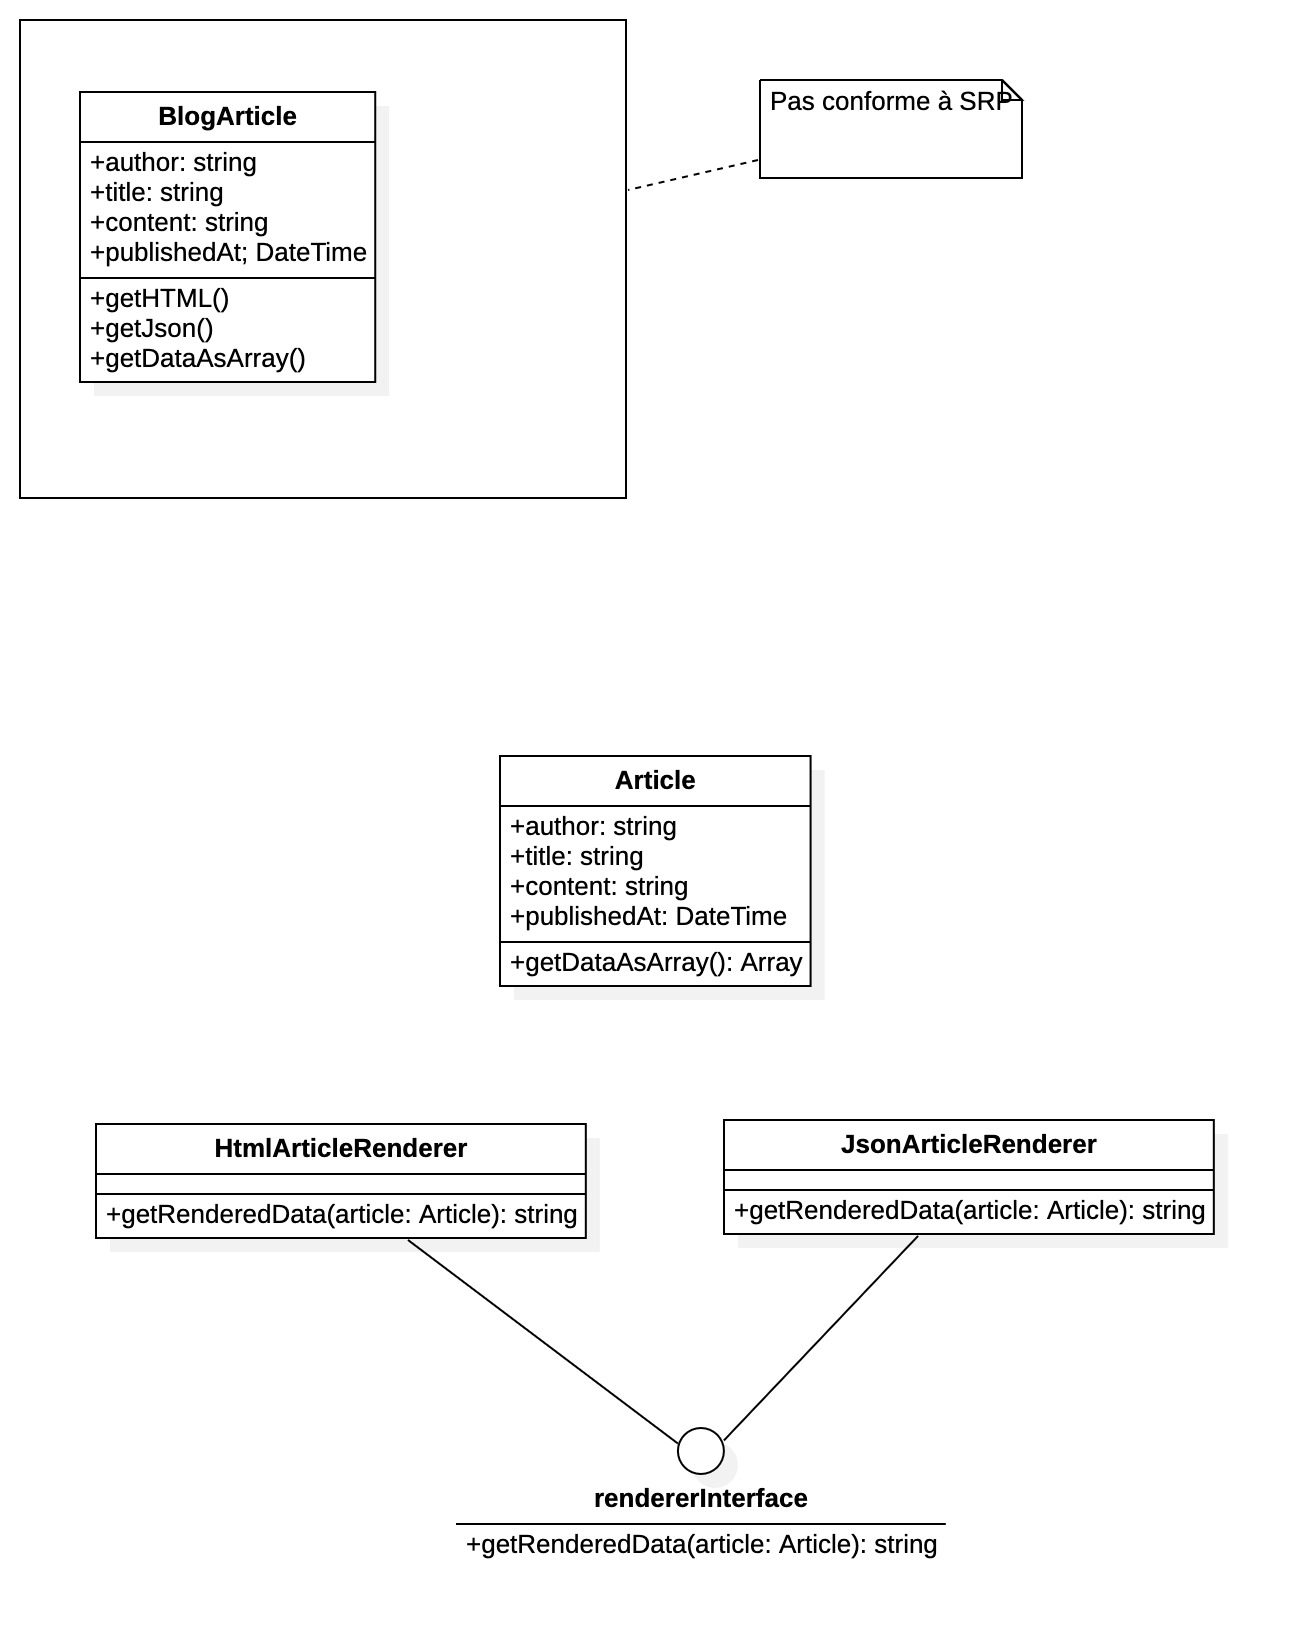 BlogArticle
+author: string
+title: string
+content: string
+publishedAt; DateTime
+getHTML()
+getJson()
+getDataAsArray()
Pas conforme à SRP
Article
+author: string
+title: string
+content: string
+publishedAt: DateTime
+getDataAsArray(): Array
HtmlArticleRenderer
+getRenderedData(article: Article): string
JsonArticleRenderer
+getRenderedData(article: Article): string
rendererInterface
+getRenderedData(article: Article): string